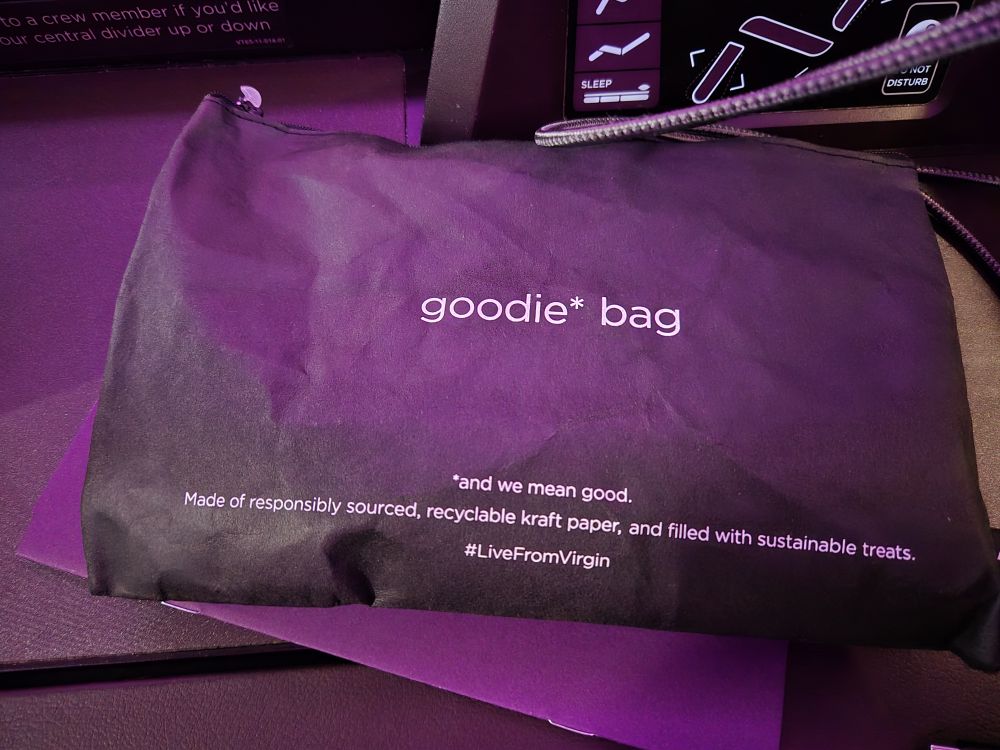 to a crew member if you'd like
our central divider up or down
SLEEP
NOT
DISTURB
goodie* bag
*and we mean good.
Made of responsibly sourced, recyclable kraft paper, and filled with sustainable treats.
#LiveFromVirgin